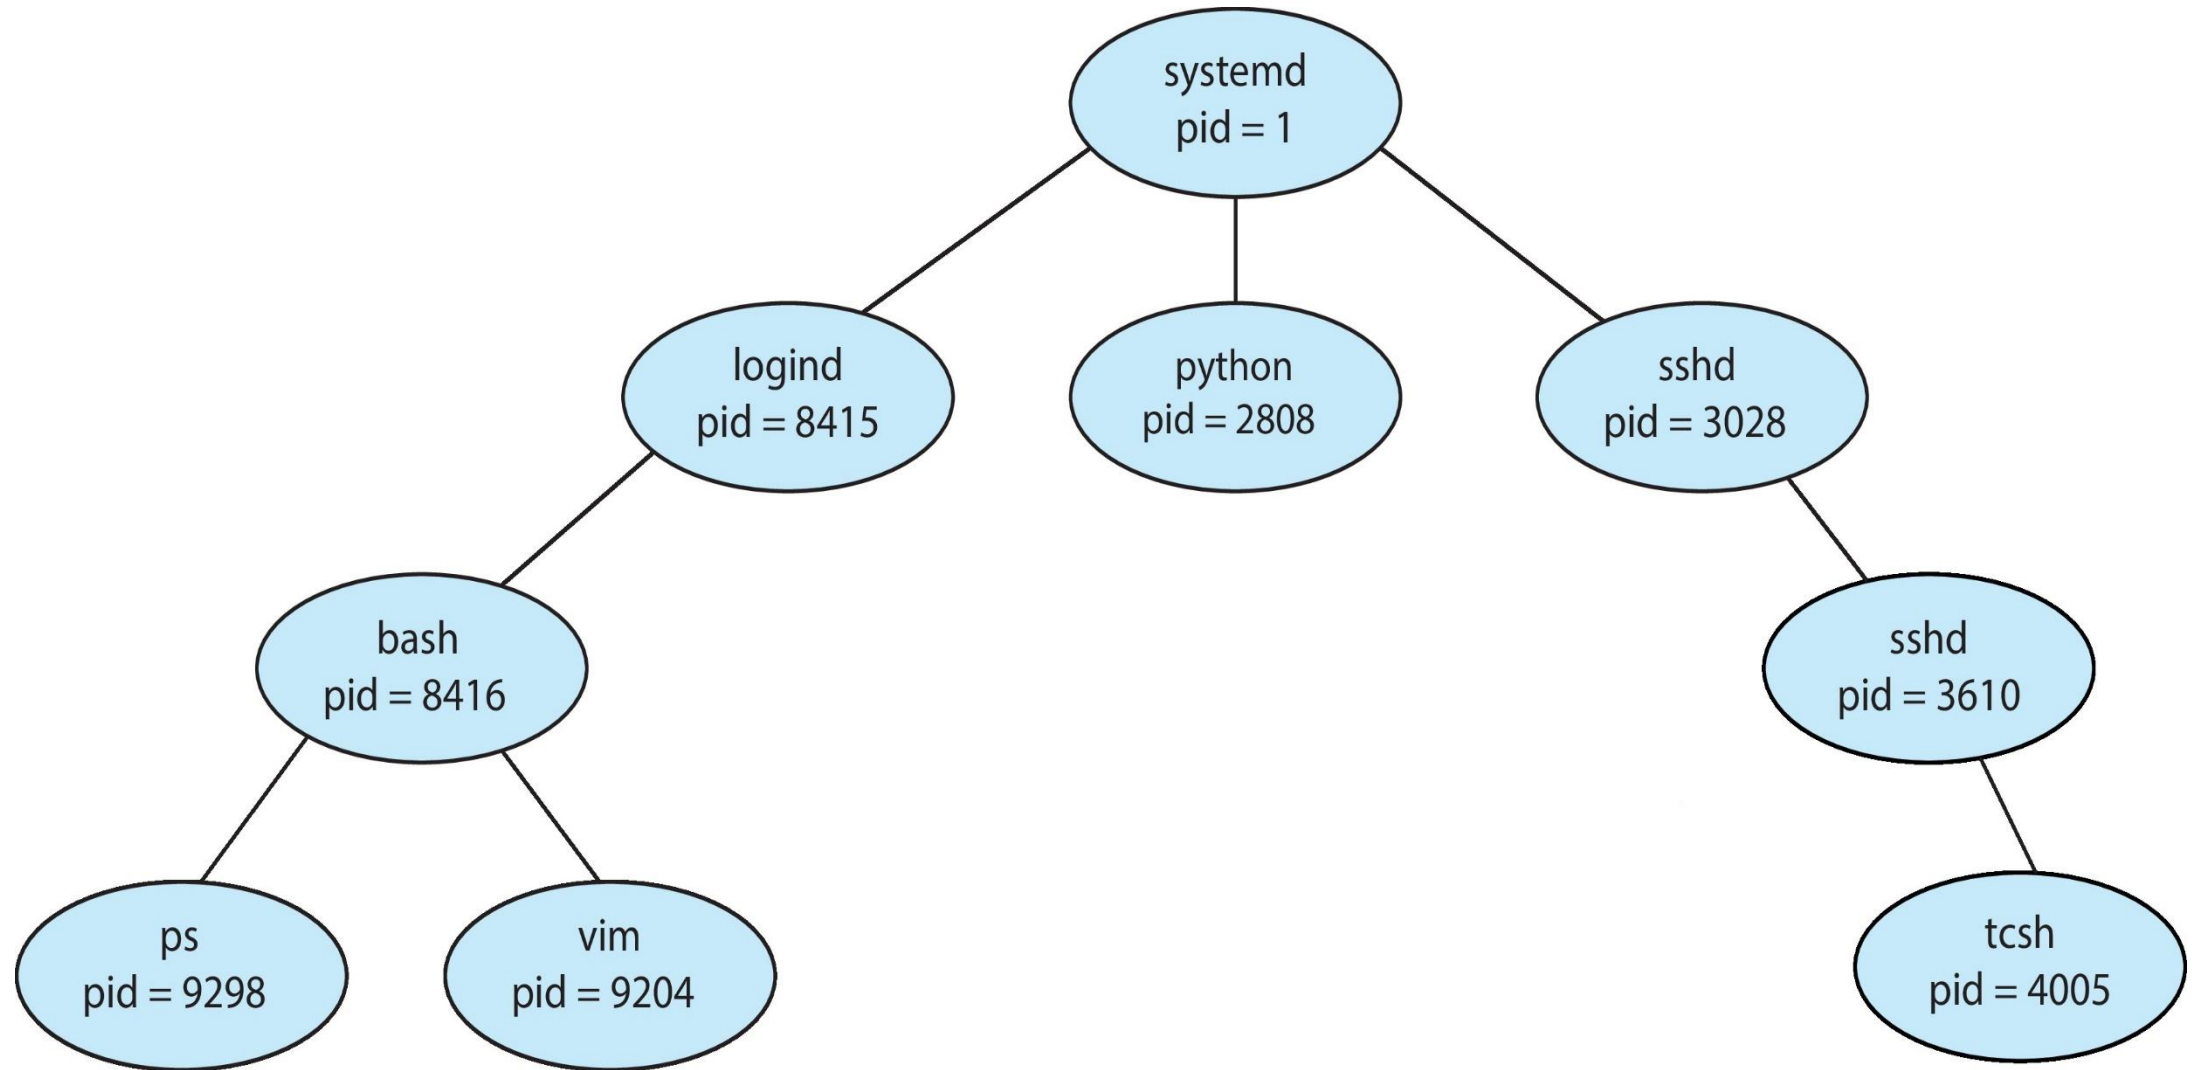 systemd
pid = 1
logind
pid = 8415
python
pid = 2808
sshd
pid = 3028
bash
pid = 8416
sshd
pid = 3610
ps
pid = 9298
vim
pid = 9204
tcsh
pid = 4005